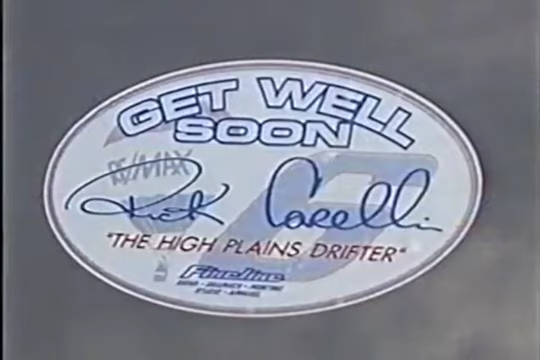 GET WELL
SOON
RE/MAX
Rick Carelli
"THE HIGH PLAINS DRIFTER"
Fineline